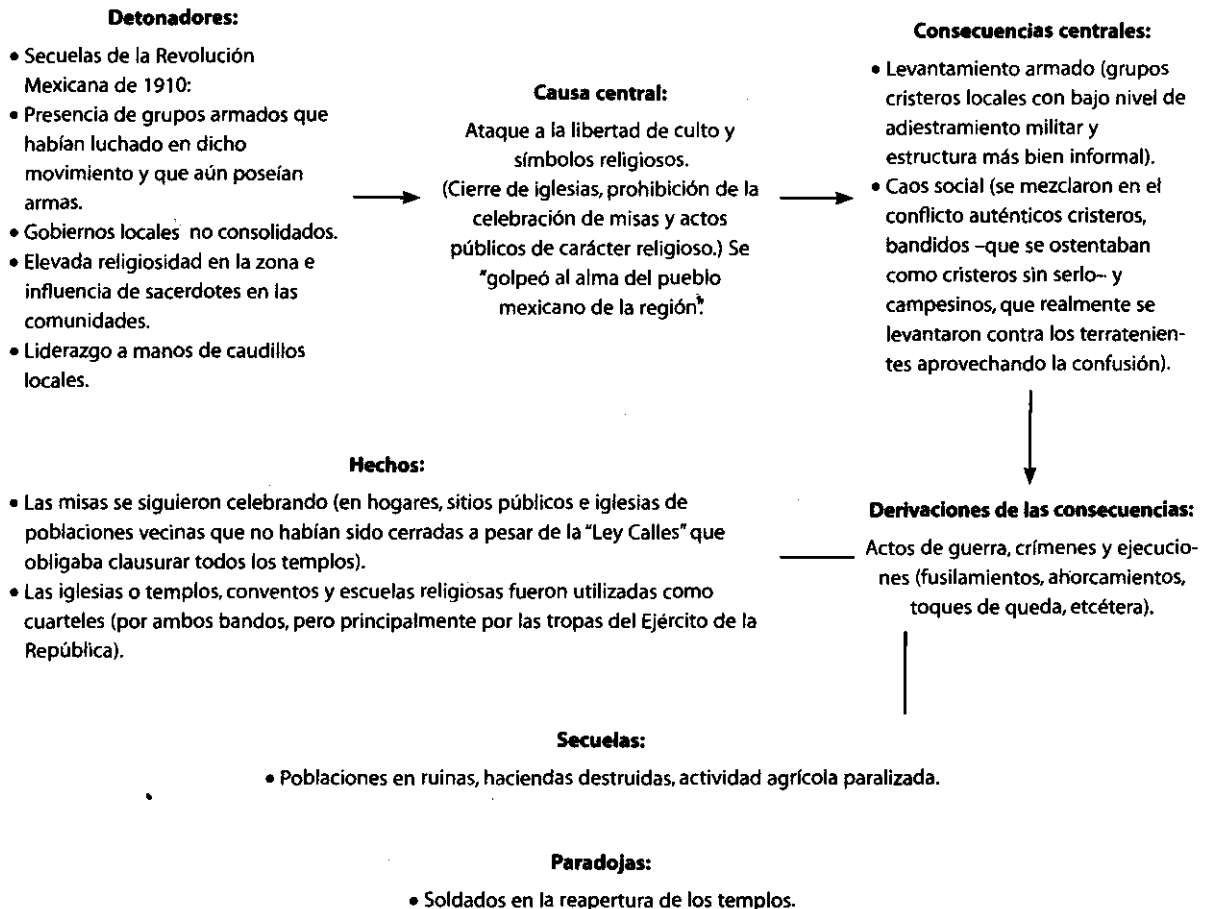 Detonadores:
• Secuelas de la Revolución
Mexicana de 1910:
• Presencia de grupos armados que
habían luchado en dicho
movimiento y que aún poseían
armas.
• Gobiernos locales no consolidados.
• Elevada religiosidad en la zona e
influencia de sacerdotes en las
comunidades.
• Liderazgo a manos de caudillos
locales.
Causa central:
Ataque a la libertad de culto y
símbolos religiosos.
(Cierre de iglesias, prohibición de la
celebración de misas y actos
públicos de carácter religioso.) Se
"golpeó al alma del pueblo
mexicano de la región".
Consecuencias centrales:
• Levantamiento armado (grupos
cristeros locales con bajo nivel de
adiestramiento militar y
estructura más bien informal).
• Caos social (se mezclaron en el
conflicto auténticos cristeros,
bandidos –que se ostentaban
como cristeros sin serlo– y
campesinos, que realmente se
levantaron contra los terratenien-
tes aprovechando la confusión).
Hechos:
• Las misas se siguieron celebrando (en hogares, sitios públicos e iglesias de
poblaciones vecinas que no habían sido cerradas a pesar de la "Ley Calles" que
obligaba clausurar todos los templos).
• Las iglesias o templos, conventos y escuelas religiosas fueron utilizadas como
cuarteles (por ambos bandos, pero principalmente por las tropas del Ejército de la
República).
Derivaciones de las consecuencias:
Actos de guerra, crímenes y ejecucio-
nes (fusilamientos, ahorcamientos,
toques de queda, etcétera).
Secuelas:
• Poblaciones en ruinas, haciendas destruidas, actividad agrícola paralizada.
Paradojas:
• Soldados en la reapertura de los templos.